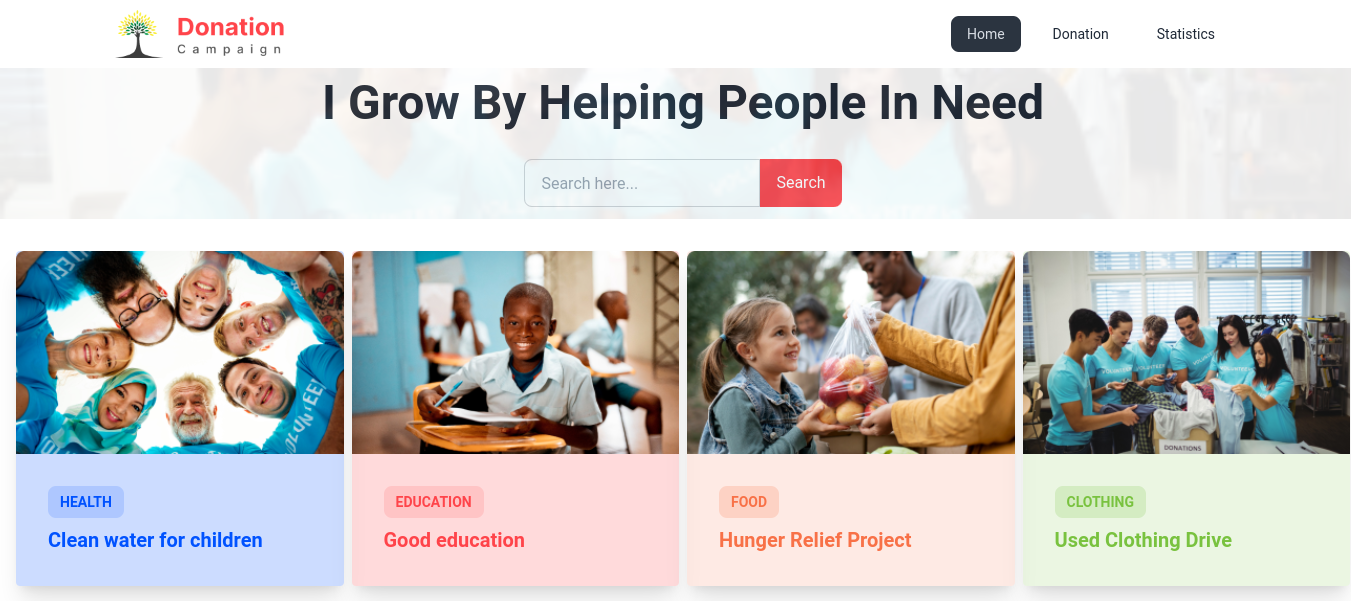 Donation
Campaign
Home
Donation
Statistics
I Grow By Helping People In Need
Search here...
Search
DONATIONS
HEALTH
Clean water for children
EDUCATION
Good education
FOOD
Hunger Relief Project
CLOTHING
Used Clothing Drive